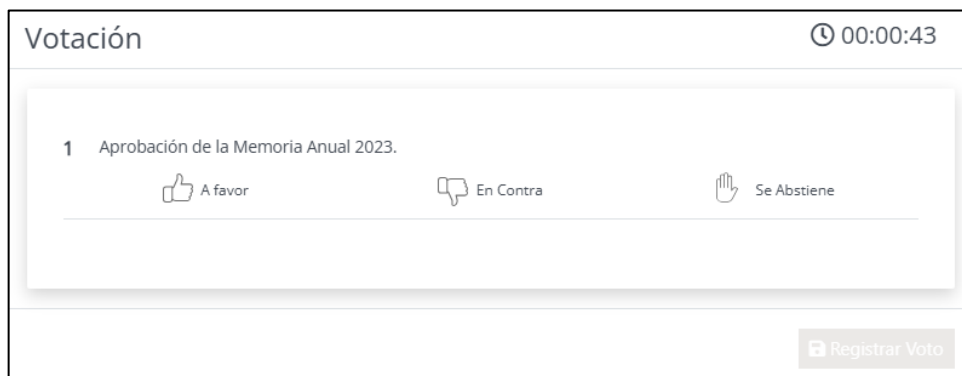 Votación
00:00:43
1 Aprobación de la Memoria Anual 2023.
A favor En Contra Se Abstiene
Registrar Voto